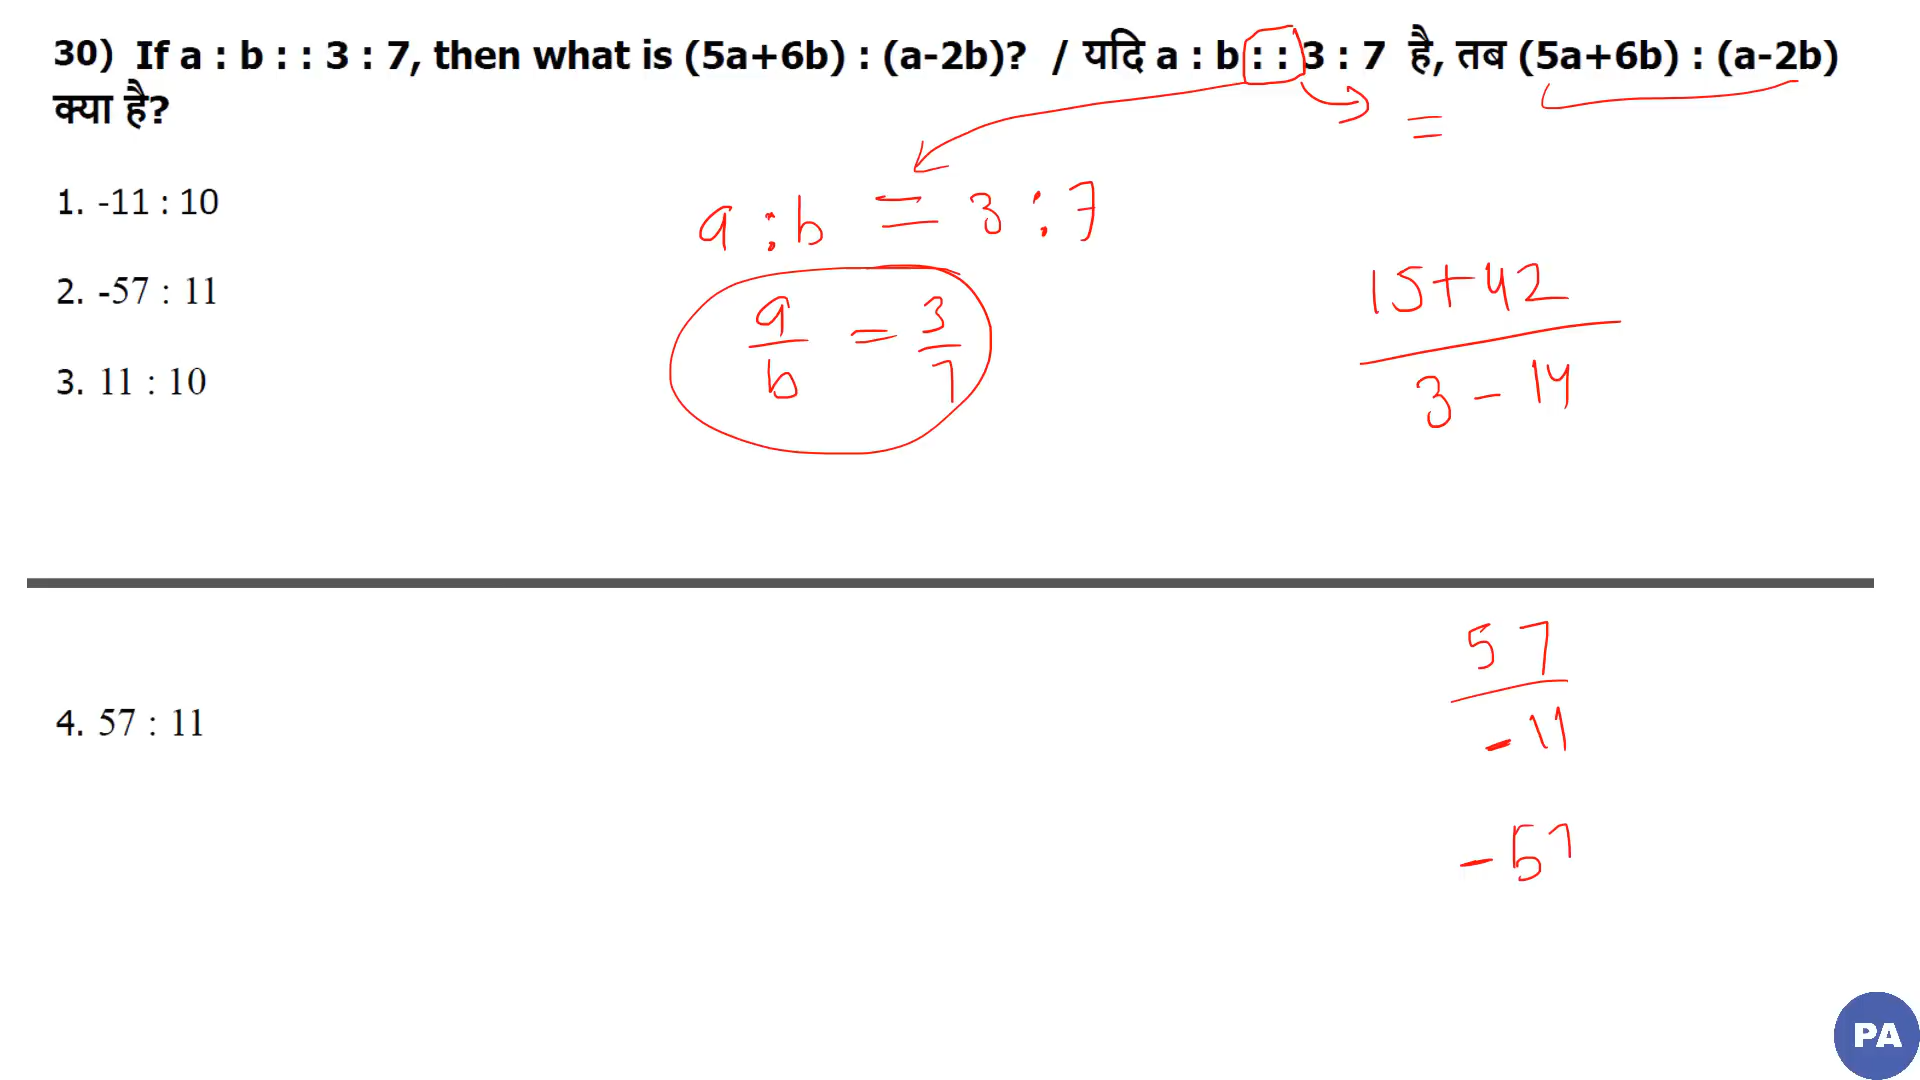 30) If a : b : : 3 : 7, then what is (5a+6b) : (a-2b)? / यदि a : b : : 3 : 7 है, तब (5a+6b) : (a-2b)
क्या है?
=
1. -11 : 10
a : b = 3 : 7
2. -57 : 11
15+42
a/b = 3/7
3. 11 : 10
3 - 14
57
4. 57 : 11
-11
-57
PA